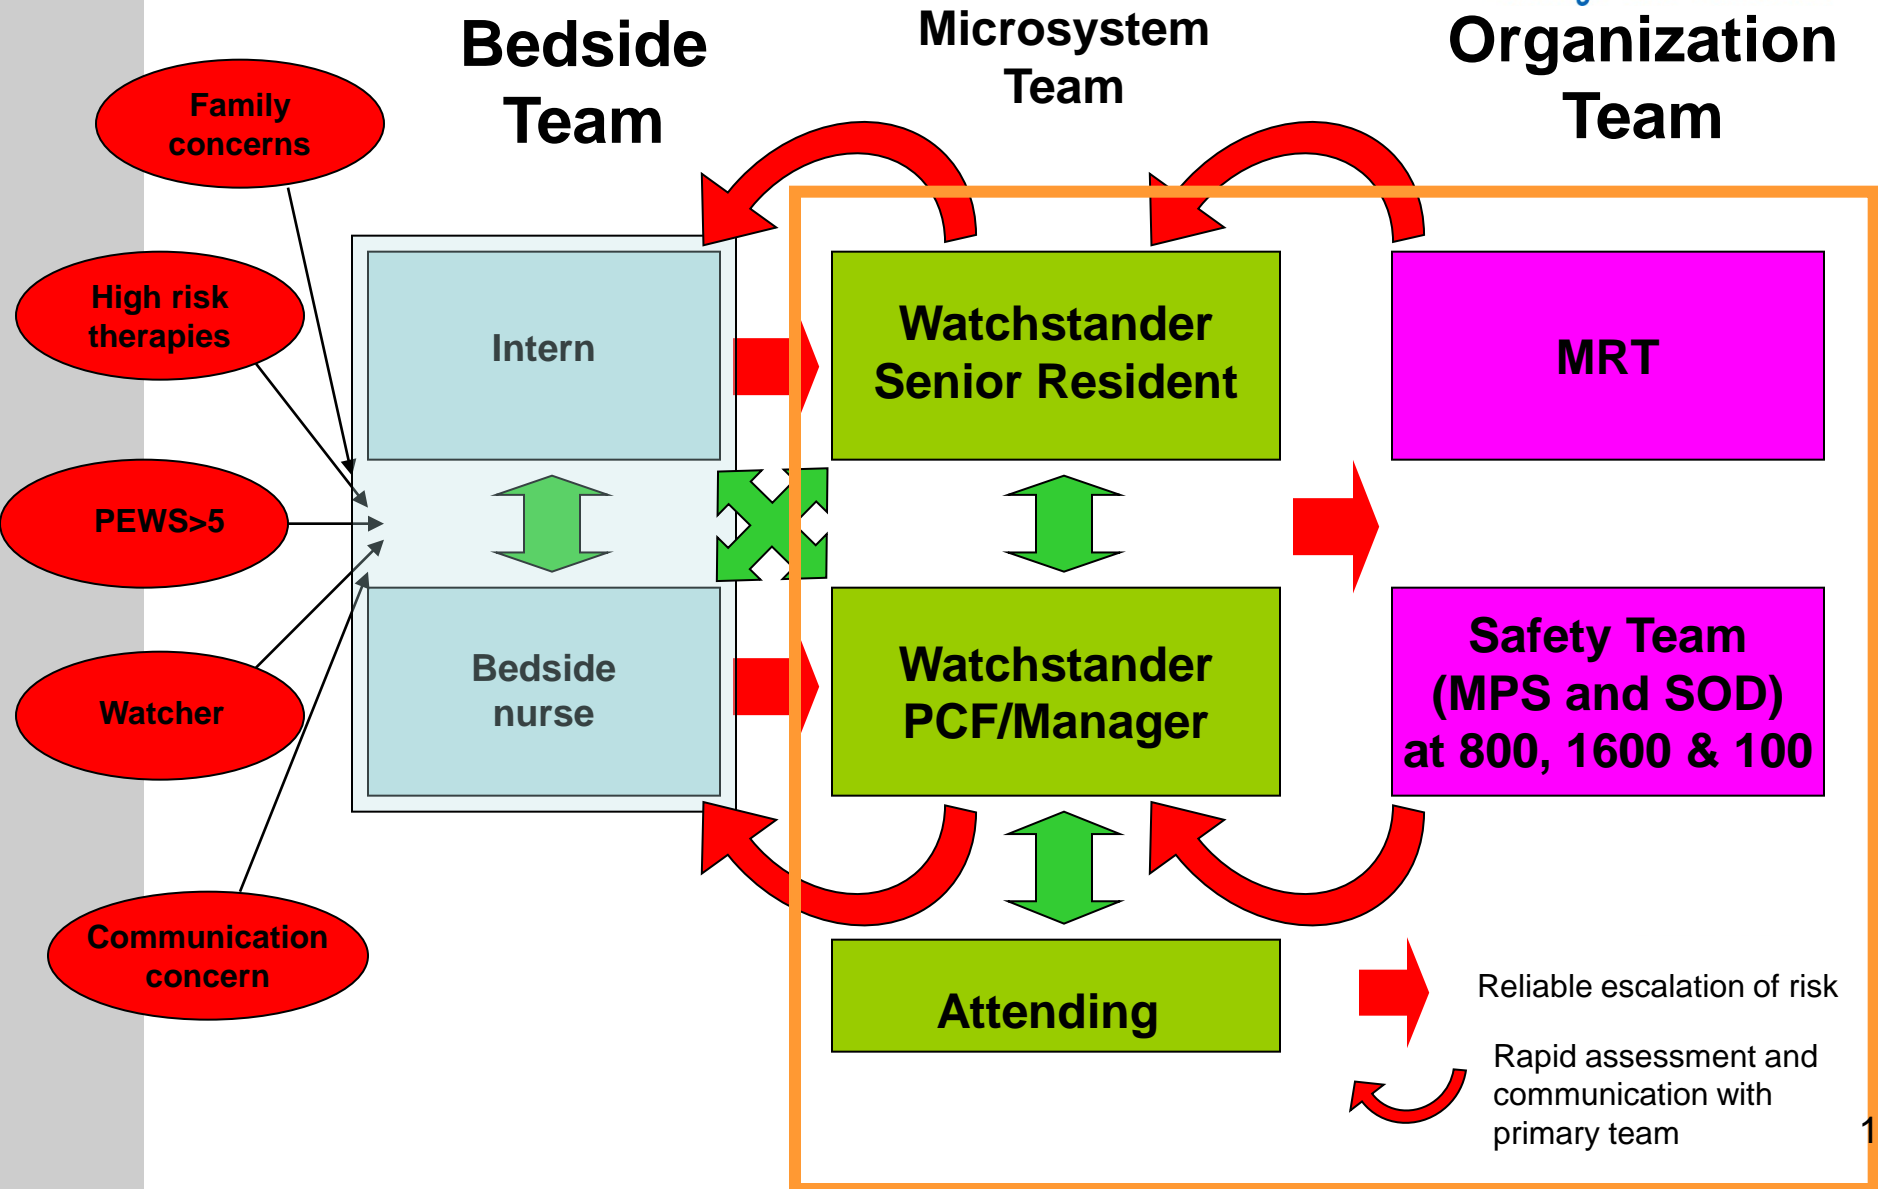 Bedside
Team
Microsystem
Team
Organization
Team
Family
concerns
High risk
therapies
PEWS>5
Watcher
Communication
concern
Intern
Bedside
nurse
Watchstander
Senior Resident
Watchstander
PCF/Manager
Attending
MRT
Safety Team
(MPS and SOD)
at 800, 1600 & 100
Reliable escalation of risk
Rapid assessment and
communication with
primary team
1